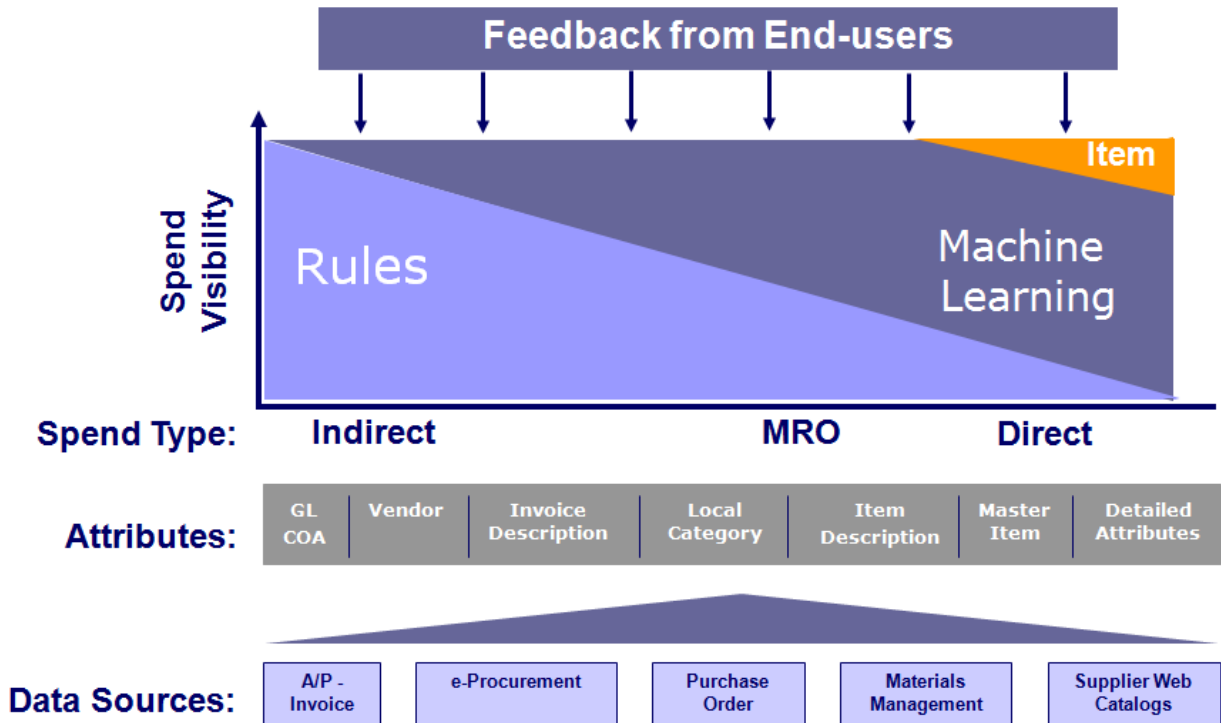 Feedback from End-users
Item
Spend
Visibility
Rules
Machine
Learning
Spend Type:
Indirect
MRO
Direct
Attributes:
GL
COA
Vendor
Invoice
Description
Local
Category
Item
Description
Master
Item
Detailed
Attributes
Data Sources:
A/P -
Invoice
e-Procurement
Purchase
Order
Materials
Management
Supplier Web
Catalogs